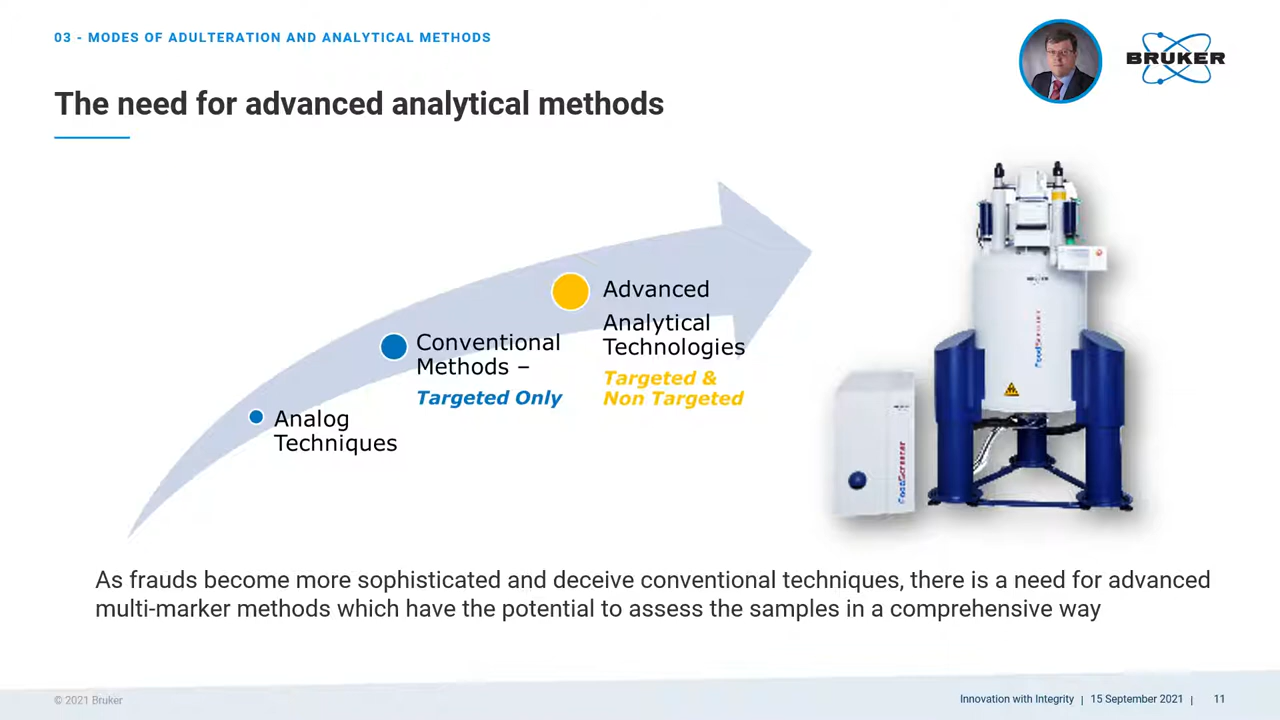 03 - MODES OF ADULTERATION AND ANALYTICAL METHODS
BRUKER
The need for advanced analytical methods
Advanced
Analytical
Technologies
Targeted &
Non Targeted
Conventional
Methods –
Targeted Only
Analog
Techniques
FoodScreener
FoodScreener
As frauds become more sophisticated and deceive conventional techniques, there is a need for advanced
multi-marker methods which have the potential to assess the samples in a comprehensive way
© 2021 Bruker
Innovation with Integrity | 15 September 2021 | 11